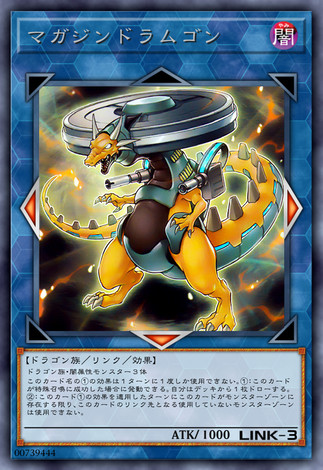 マガジンドラムゴン
やみ
闇
【ドラゴン族／リンク／効果】
ドラゴン族・闇属性モンスター３体
このカード名の①の効果は１ターンに１度しか使用できない。①：このカード
が特殊召喚に成功した場合に発動できる。自分はデッキから１枚ドローする。
②：このカードの①の効果を適用したターンにこのカードがモンスターゾーンに
存在する限り、このカードのリンク先となる使用していないモンスターゾーン
は使用できない。
ATK/1000 LINK-3
00739444